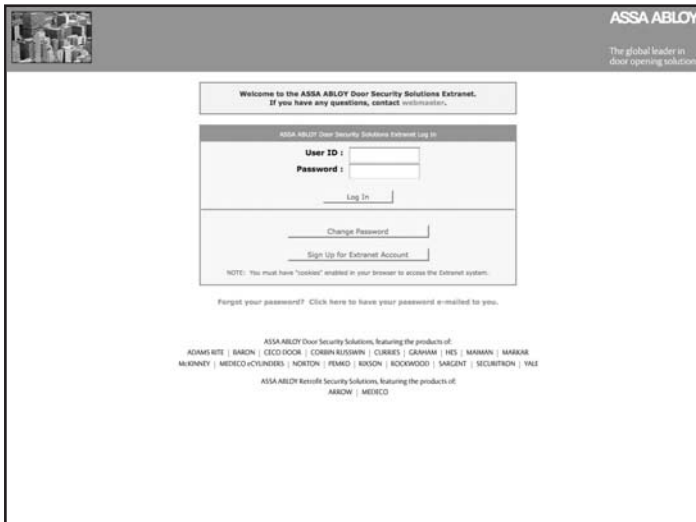 ASSA ABLOY
The global leader in
door opening solution
Welcome to the ASSA ABLOY Door Security Solutions Extranet.
If you have any questions, contact webmaster.
ASSA ABLOY Door Security Solutions Extranet Log In
User ID :
Password :
Log In
Change Password
Sign Up for Extranet Account
NOTE: You must have "cookies" enabled in your browser to access the Extranet system.
Forgot your password? Click here to have your password e-mailed to you.
ASSA ABLOY Door Security Solutions, featuring the products of:
ADAMS RITE | BARON | CECO DOOR | CORBIN RUSSWIN | CURRIES | GRAHAM | HES | MAIMAN | MARKAR
McKINNEY | MEDECO eCYLINDERS | NORTON | PEMKO | RIXSON | ROCKWOOD | SARGENT | SECURITRON | YALE
ASSA ABLOY Retrofit Security Solutions, featuring the products of:
ARROW | MEDECO